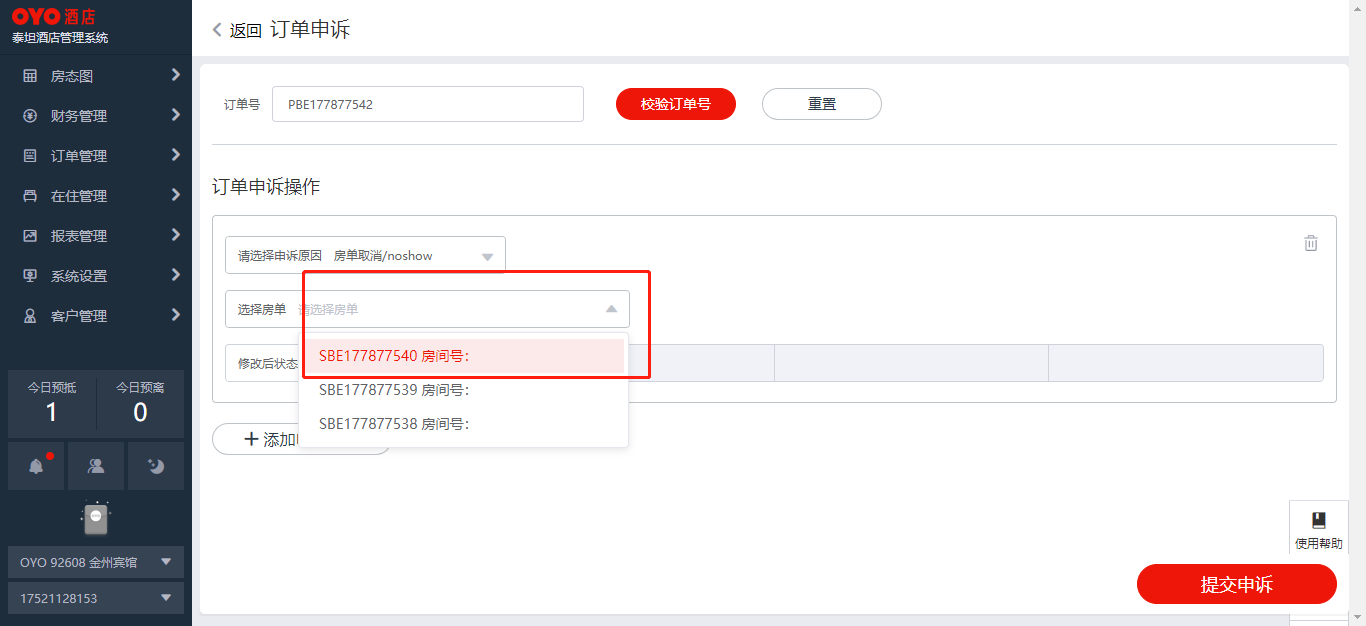 OYO 酒店
泰坦酒店管理系统
房态图
财务管理
订单管理
在住管理
报表管理
系统设置
客户管理
今日预抵 今日预离
1 0
OYO 92608 金州宾馆
17521128153
返回 订单申诉
订单号 PBE177877542 校验订单号 重置
订单申诉操作
请选择申诉原因 房单取消/noshow
选择房单 请选择房单
修改后状态
SBE177877540 房间号:
SBE177877539 房间号:
SBE177877538 房间号:
添加
使用帮助
提交申诉